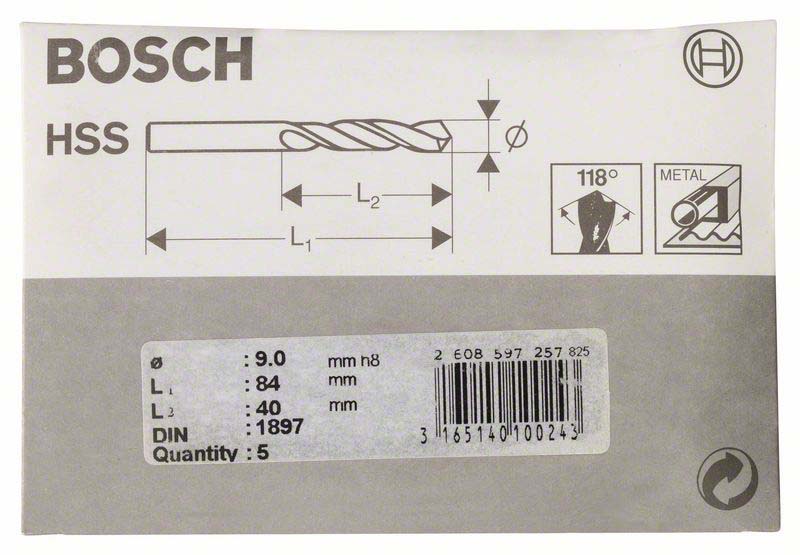 BOSCH
HSS
Ø
L2
L1
118°
METAL
ø : 9.0 mm h8
L1 : 84 mm
L2 : 40 mm
DIN : 1897
Quantity : 5
2 608 597 257 825
3 165140 100243